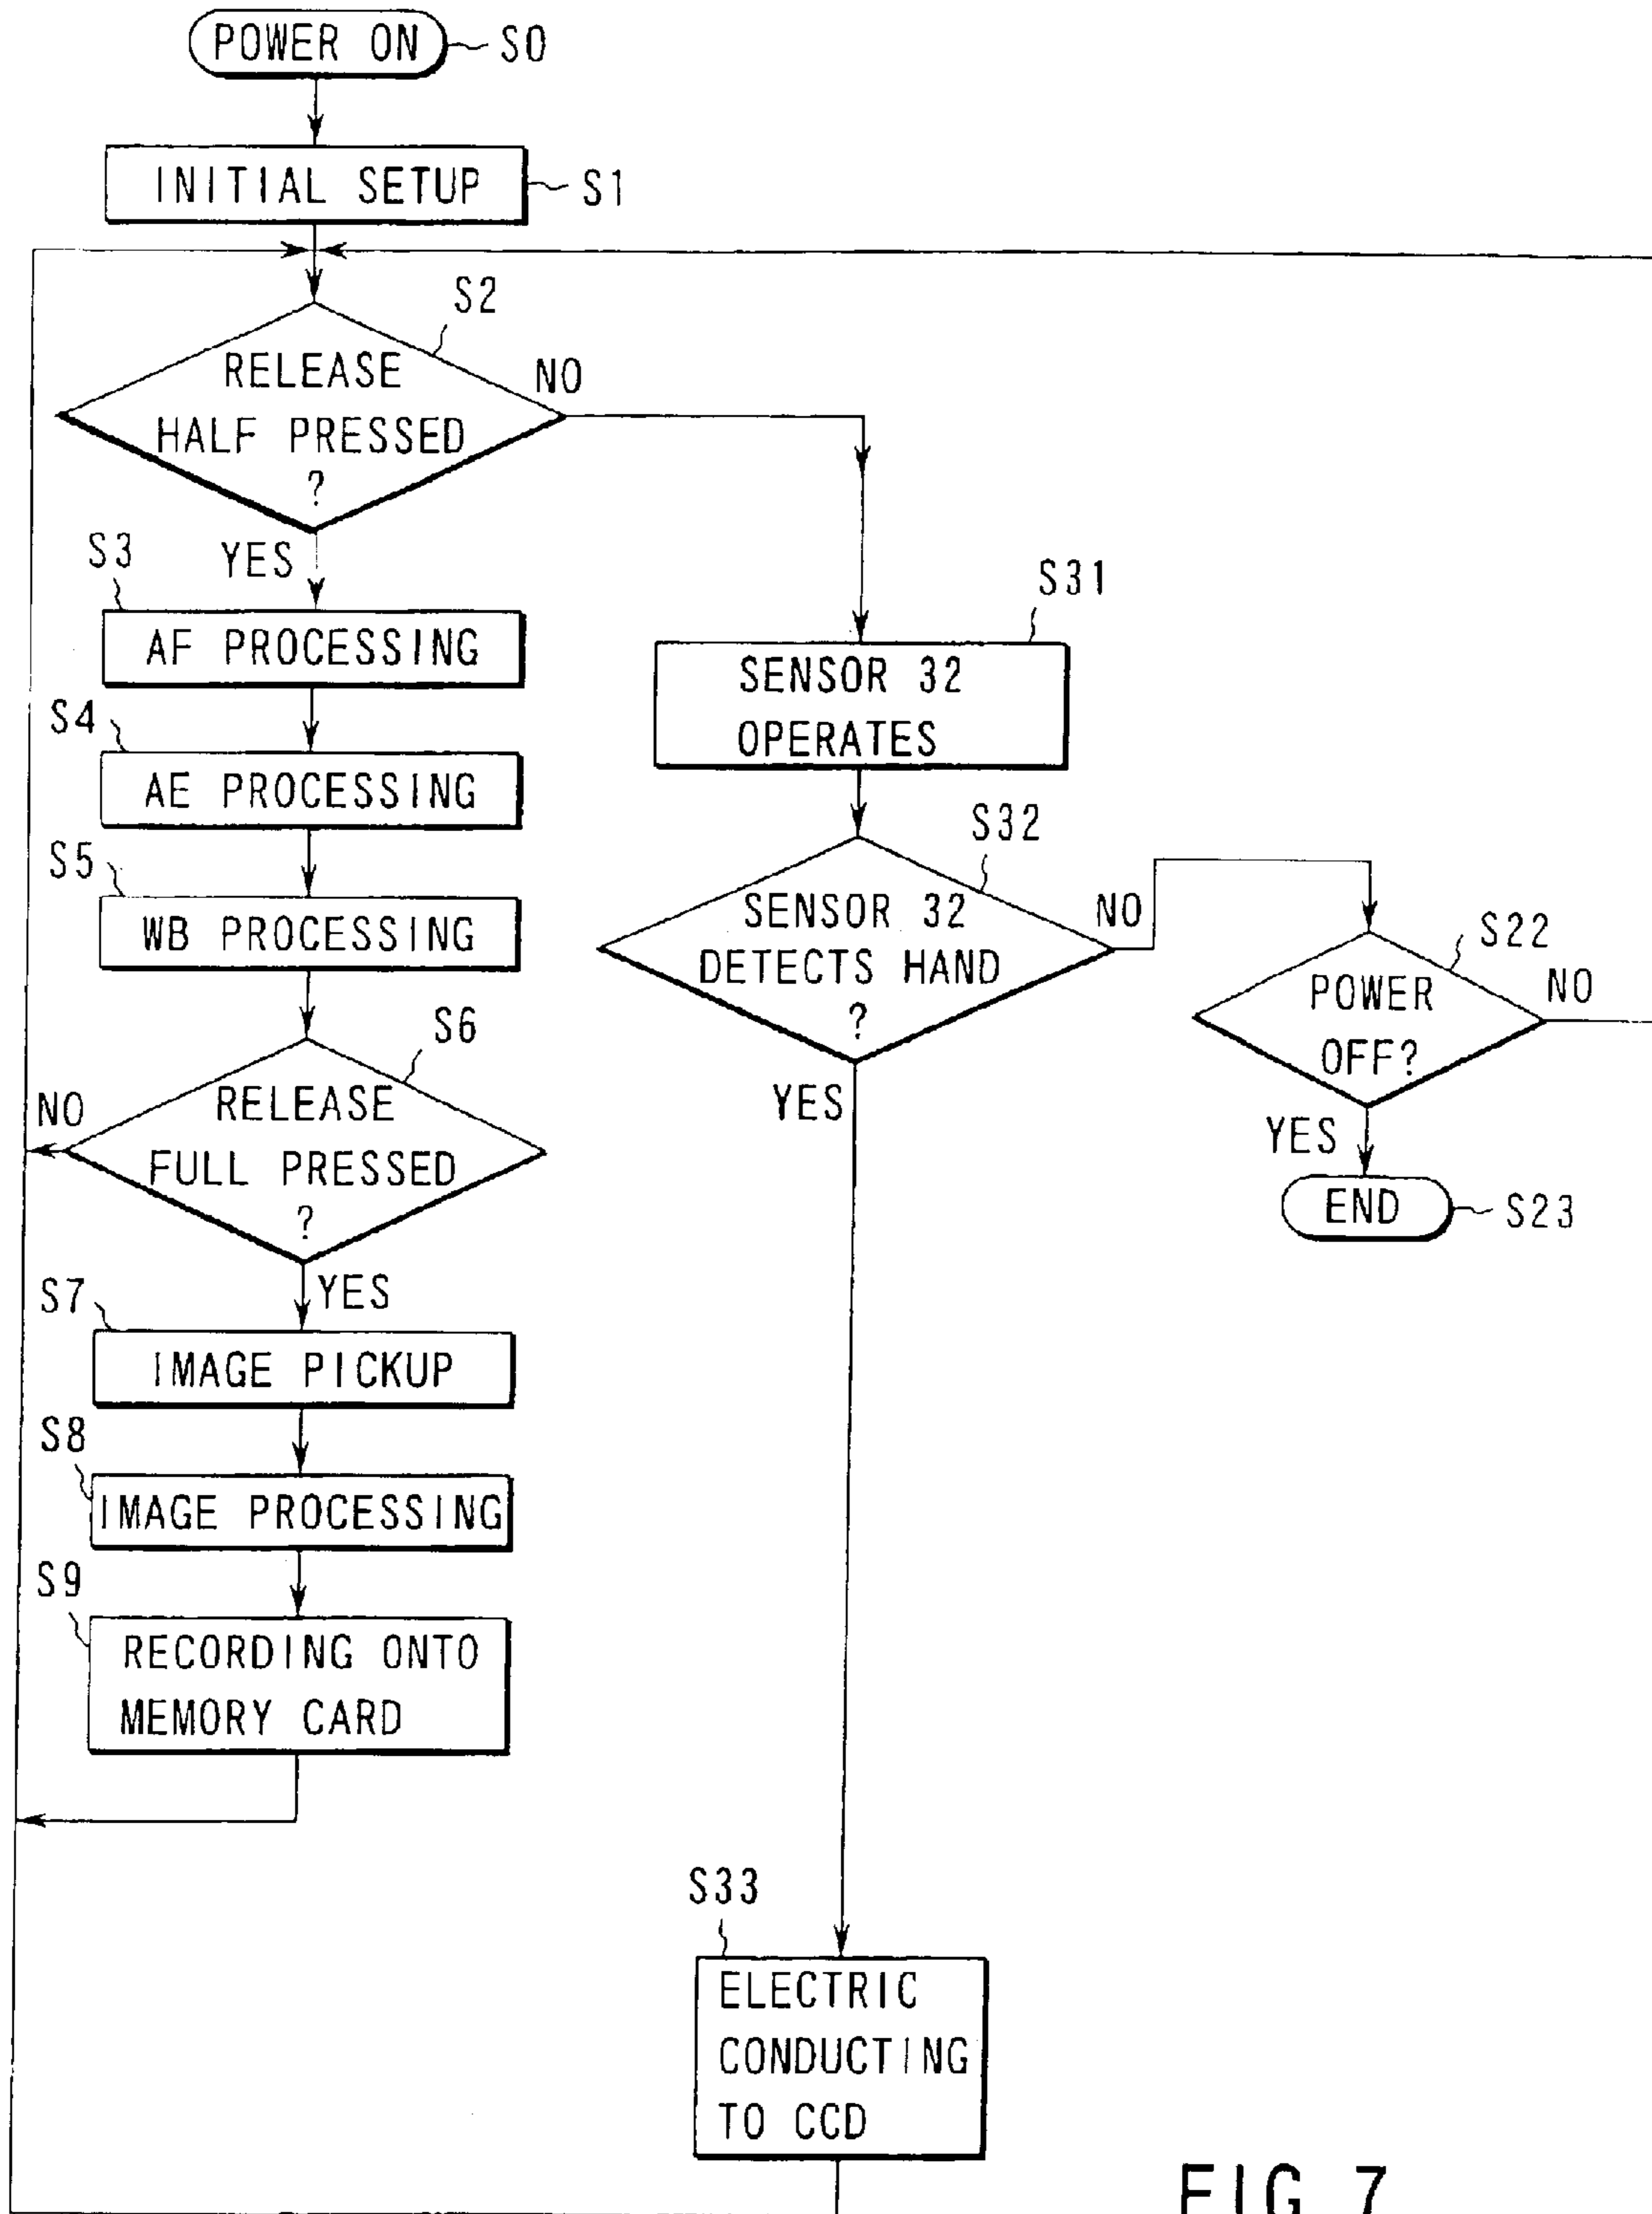 POWER ON
S0
INITIAL SETUP
S1
S2
RELEASE
HALF PRESSED
?
NO
YES
S3
AF PROCESSING
S4
AE PROCESSING
S5
WB PROCESSING
S6
RELEASE
FULL PRESSED
?
NO
YES
S7
IMAGE PICKUP
S8
IMAGE PROCESSING
S9
RECORDING ONTO
MEMORY CARD
S31
SENSOR 32
OPERATES
S32
SENSOR 32
DETECTS HAND
?
NO
YES
S22
POWER
OFF?
NO
YES
END
S23
S33
ELECTRIC
CONDUCTING
TO CCD
FIG 7